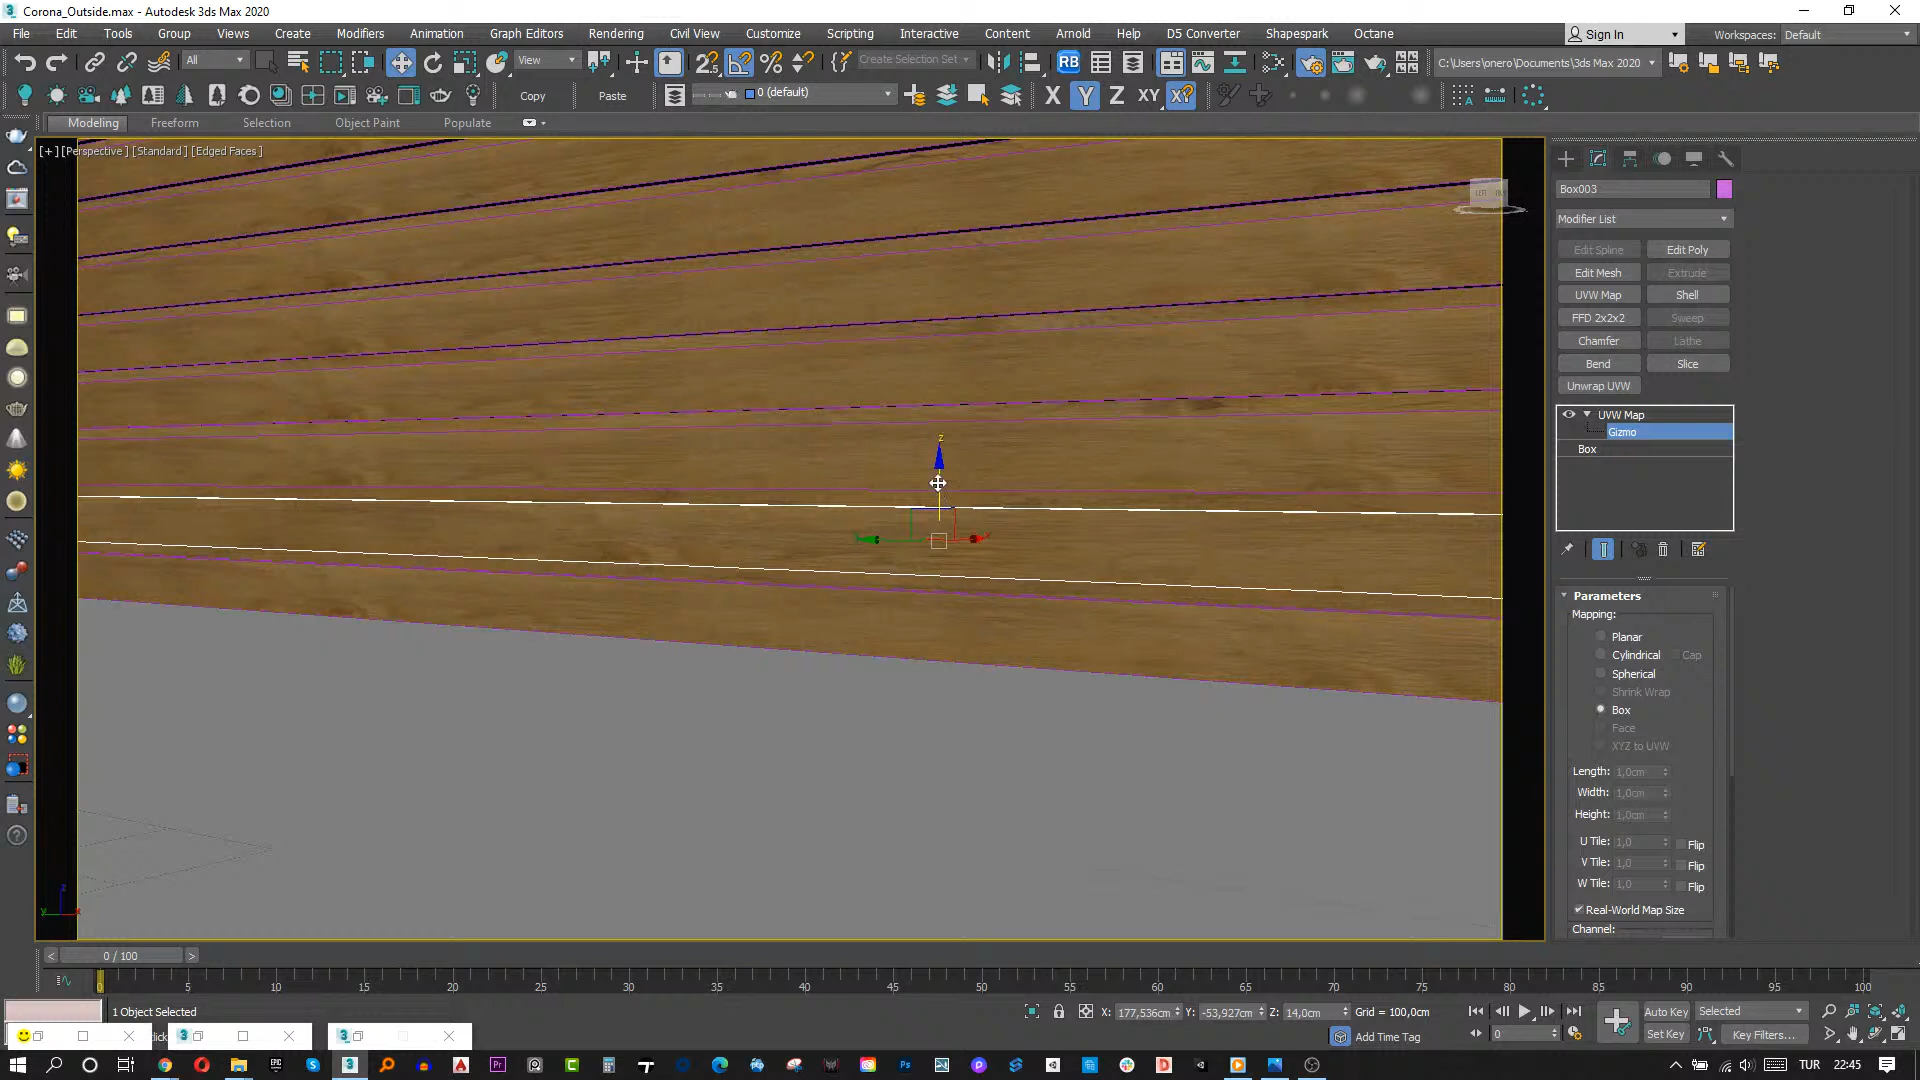 Corona_Outside.max - Autodesk 3ds Max 2020
File Edit Tools Group Views Create Modifiers Animation Graph Editors Rendering Civil View Customize Scripting Interactive Content Arnold Help D5 Converter Shapespark Octane
Sign In
Workspaces: Default
All
View
Create Selection Set
C:\Users\onero\Documents\3ds Max 2020
Copy
Paste
0 (default)
X Y Z XY
Modeling Freeform Selection Object Paint Populate
[+] [Perspective ] [Standard ] [Edged Faces ]
LEFT
z
Box003
Modifier List
Edit Spline Edit Poly
Edit Mesh Extrude
UVW Map Shell
FFD 2x2x2 Sweep
Chamfer Lathe
Bend Slice
Unwrap UVW
UVW Map
Gizmo
Box
Parameters
Mapping:
Planar
Cylindrical Cap
Spherical
Shrink Wrap
Box
Face
XYZ to UVW
Length: 1,0cm
Width: 1,0cm
Height: 1,0cm
U Tile: 1,0 Flip
V Tile: 1,0 Flip
W Tile: 1,0 Flip
Real-World Map Size
Channel:
0 / 100
0 5 10 15 20 25 30 35 40 45 50 55 60 65 70 75 80 85 90 95 100
1 Object Selected
X: 177,536cm Y: -53,927cm Z: 14,0cm Grid = 100,0cm
Auto Key Selected
Add Time Tag
0
Set Key Key Filters...
TUR 22:45